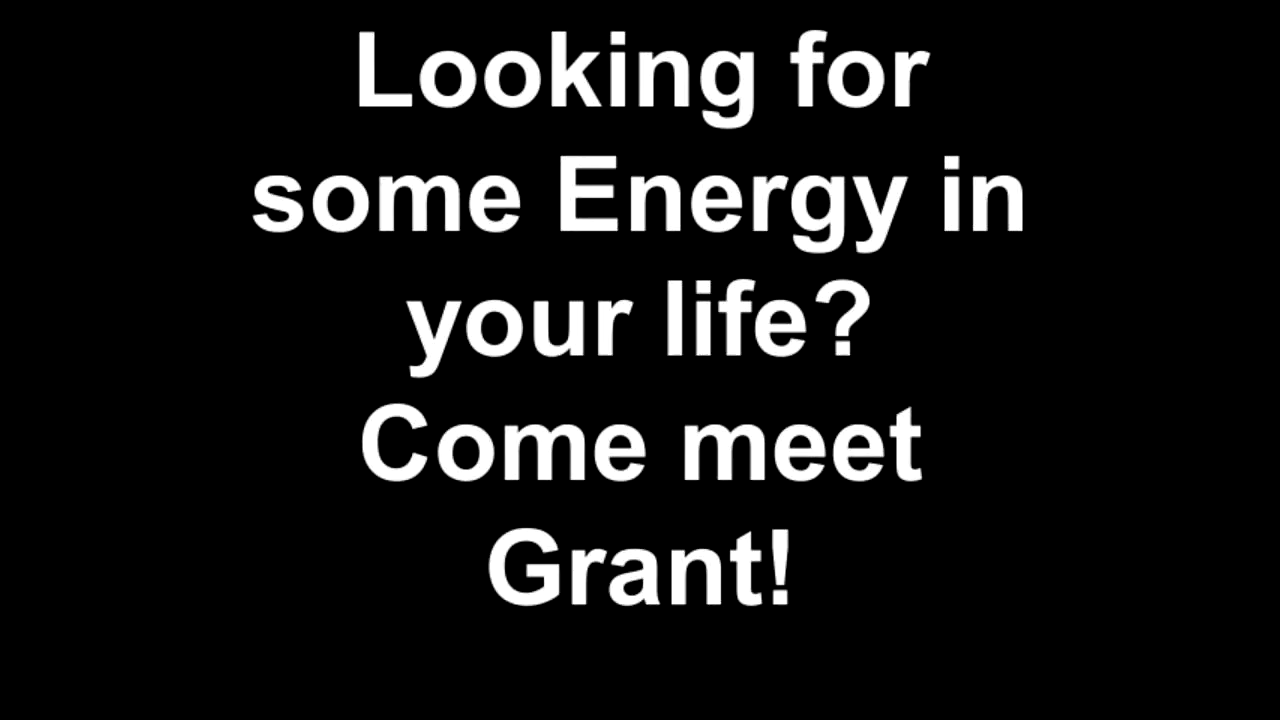 Looking for
some Energy in
your life?
Come meet
Grant!